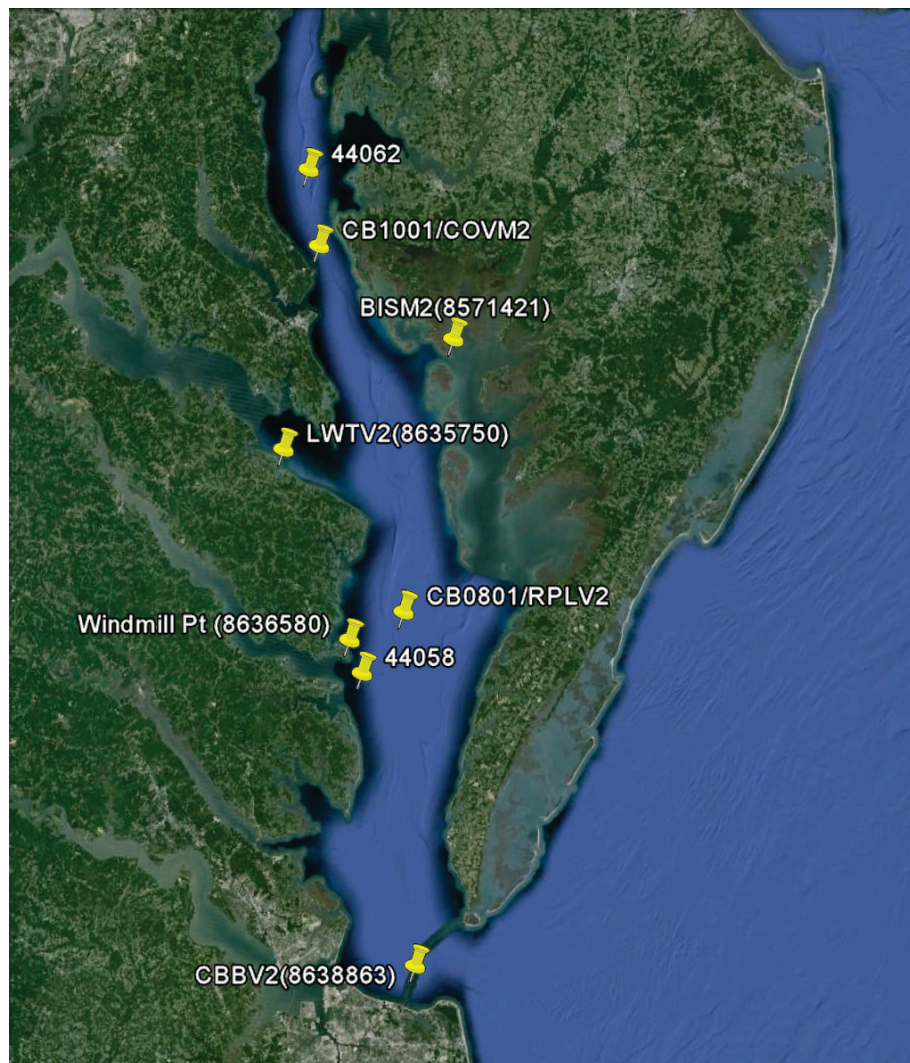 44062
CB1001/COVM2
BISM2(8571421)
LWTV2(8635750)
CB0801/RPLV2
Windmill Pt (8636580)
44058
CBBV2(8638863)